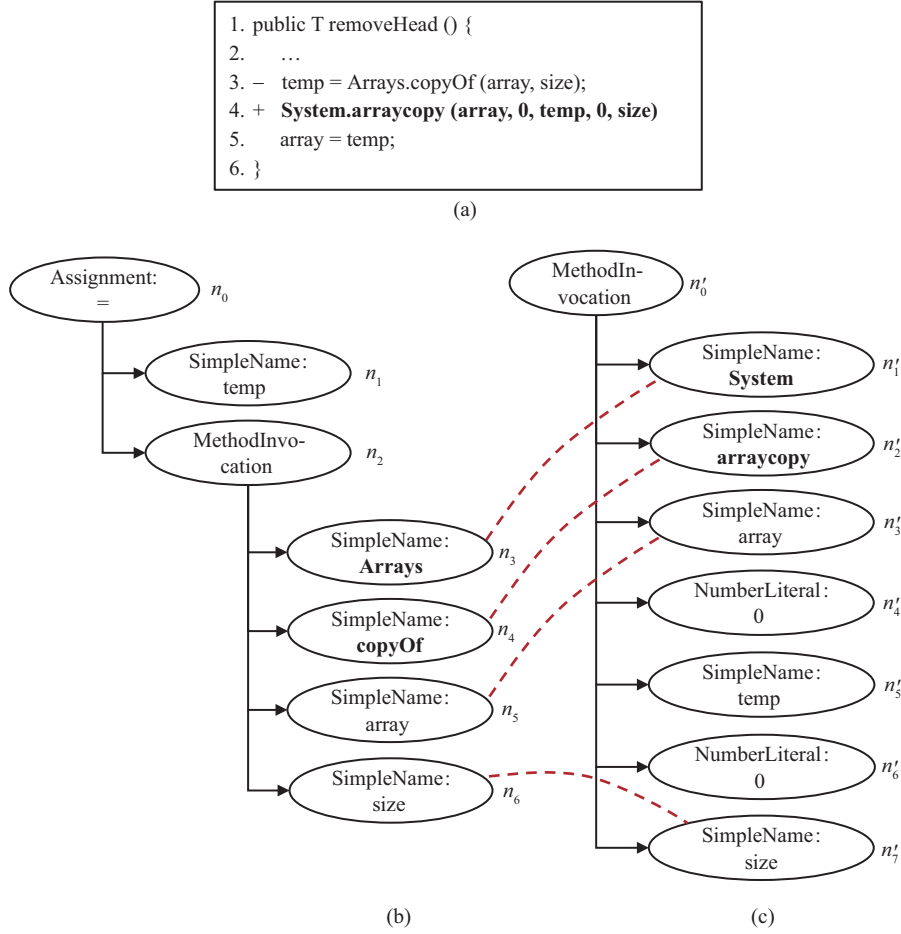 1. public T removeHead () {
2. …
3. – temp = Arrays.copyOf (array, size);
4. + System.arraycopy (array, 0, temp, 0, size)
5. array = temp;
6. }
(a)
Assignment:
=
n₀
SimpleName:
temp
n₁
MethodInvo-
cation
n₂
SimpleName:
Arrays
n₃
SimpleName:
copyOf
n₄
SimpleName:
array
n₅
SimpleName:
size
n₆
(b)
MethodIn-
vocation
n′₀
SimpleName:
System
n′₁
SimpleName:
arraycopy
n′₂
SimpleName:
array
n′₃
NumberLiteral:
0
n′₄
SimpleName:
temp
n′₅
NumberLiteral:
0
n′₆
SimpleName:
size
n′₇
(c)